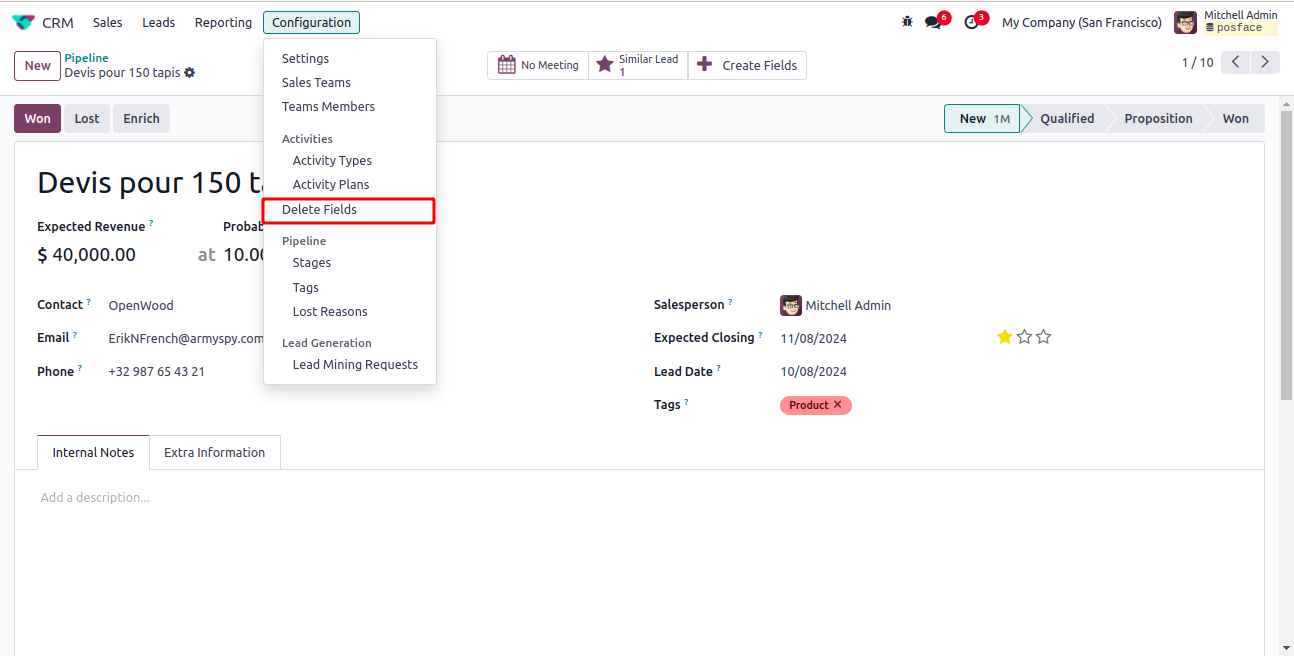 CRM Sales Leads Reporting Configuration 6 3 My Company (San Francisco) Mitchell Admin
posface
New Pipeline
Devis pour 150 tapis
No Meeting Similar Lead
1 Create Fields 1 / 10
Settings
Sales Teams
Teams Members
Activities
Activity Types
Activity Plans
Delete Fields
Pipeline
Stages
Tags
Lost Reasons
Lead Generation
Lead Mining Requests
Won Lost Enrich New 1M Qualified Proposition Won
Devis pour 150 ta
Expected Revenue ? Probab
$ 40,000.00 at 10.00
Contact ? OpenWood Salesperson ? Mitchell Admin
Email ? ErikNFrench@armyspy.com Expected Closing ? 11/08/2024
Phone ? +32 987 65 43 21 Lead Date ? 10/08/2024
Tags ? Product ✕
Internal Notes Extra Information
Add a description...